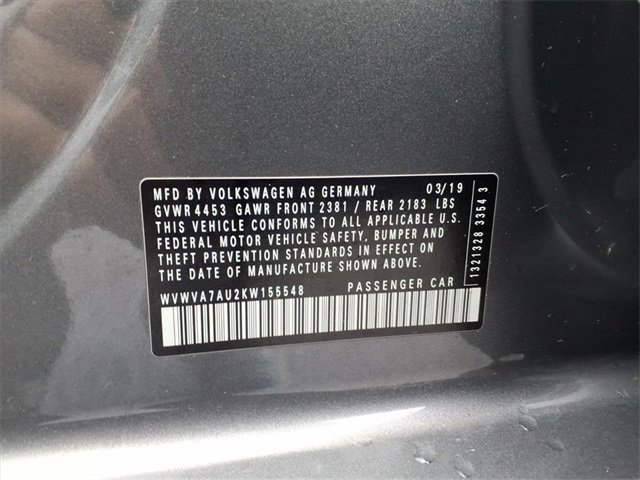 MFD BY VOLKSWAGEN AG GERMANY 03/19
GVWR 4453 GAWR FRONT 2381 / REAR 2183 LBS
THIS VEHICLE CONFORMS TO ALL APPLICABLE U.S.
FEDERAL MOTOR VEHICLE SAFETY, BUMPER AND
THEFT PREVENTION STANDARDS IN EFFECT ON
THE DATE OF MANUFACTURE SHOWN ABOVE.
WVWVA7AU2KW155548 PASSENGER CAR
1321328 3354 3